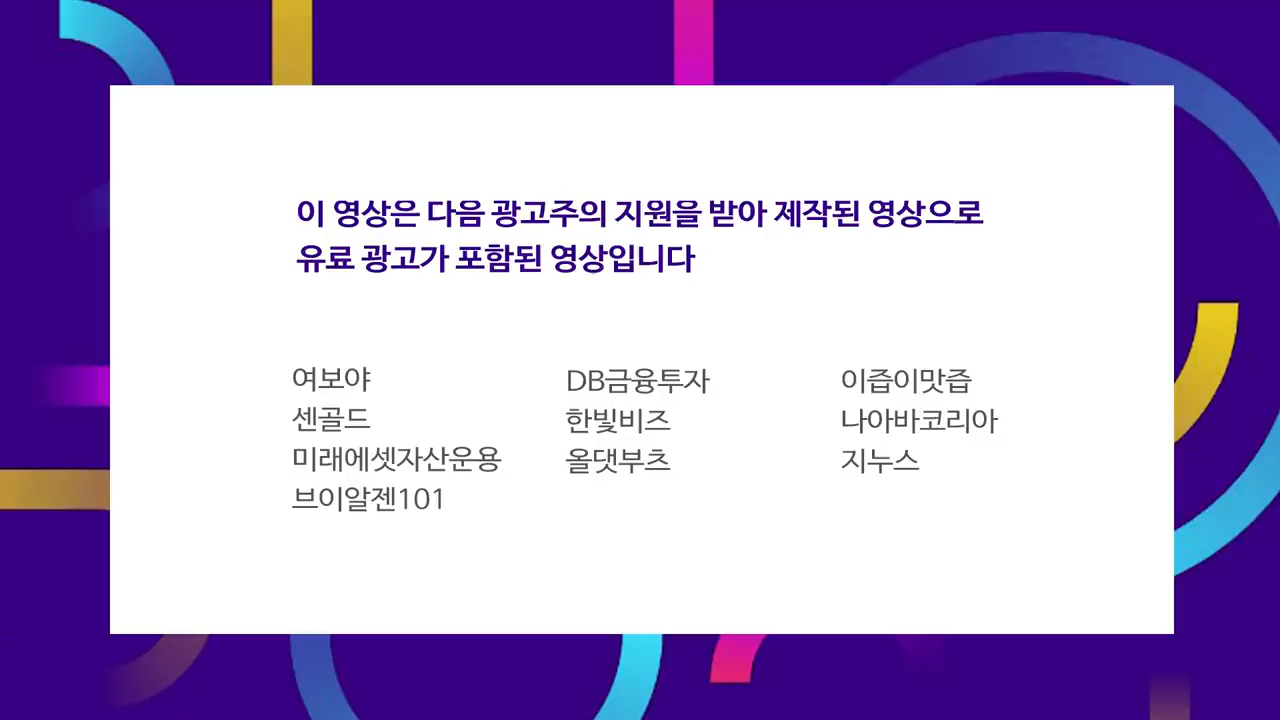 이 영상은 다음 광고주의 지원을 받아 제작된 영상으로
유료 광고가 포함된 영상입니다
여보야
센골드
미래에셋자산운용
브이알젠101
DB금융투자
한빛비즈
올댓부츠
이즙이맛즙
나아바코리아
지누스